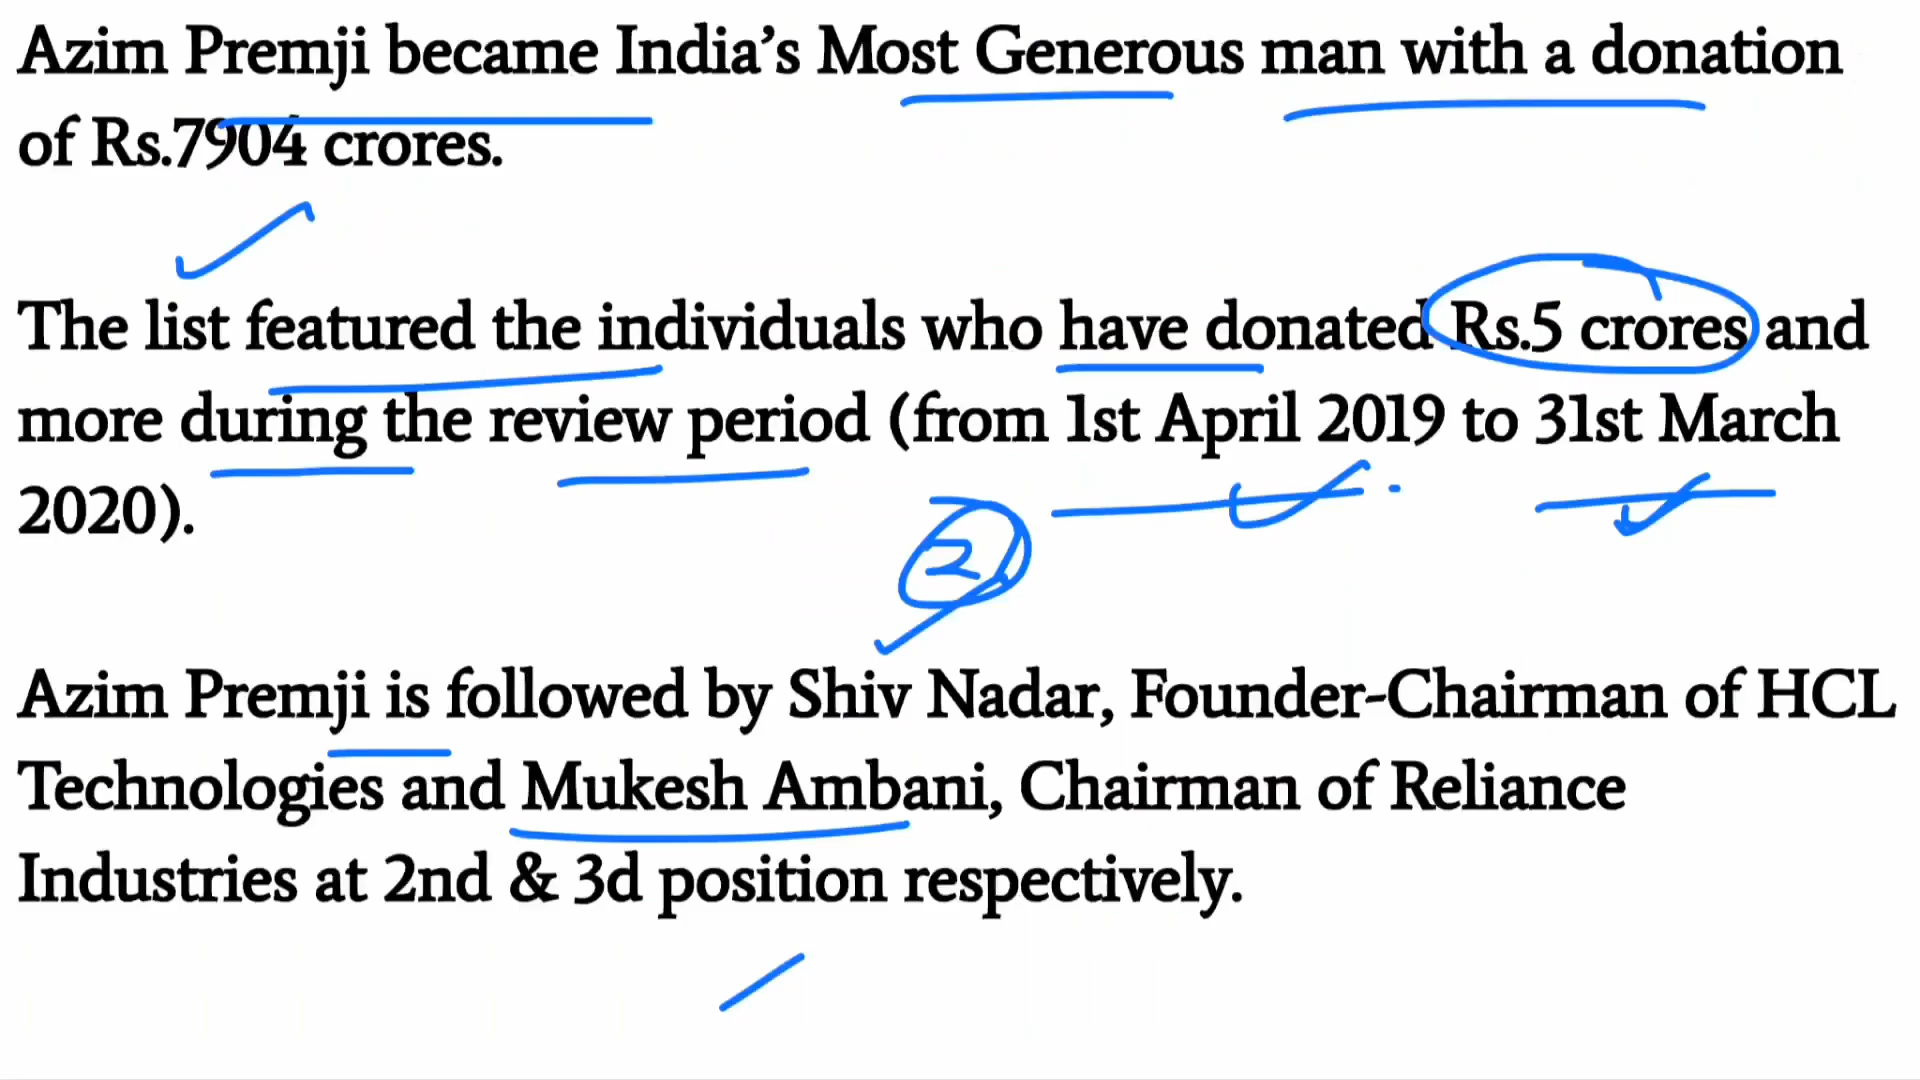 Azim Premji became India's Most Generous man with a donation
of Rs.7904 crores.
The list featured the individuals who have donated Rs.5 crores and
more during the review period (from 1st April 2019 to 31st March
2020).
2
Azim Premji is followed by Shiv Nadar, Founder-Chairman of HCL
Technologies and Mukesh Ambani, Chairman of Reliance
Industries at 2nd & 3d position respectively.